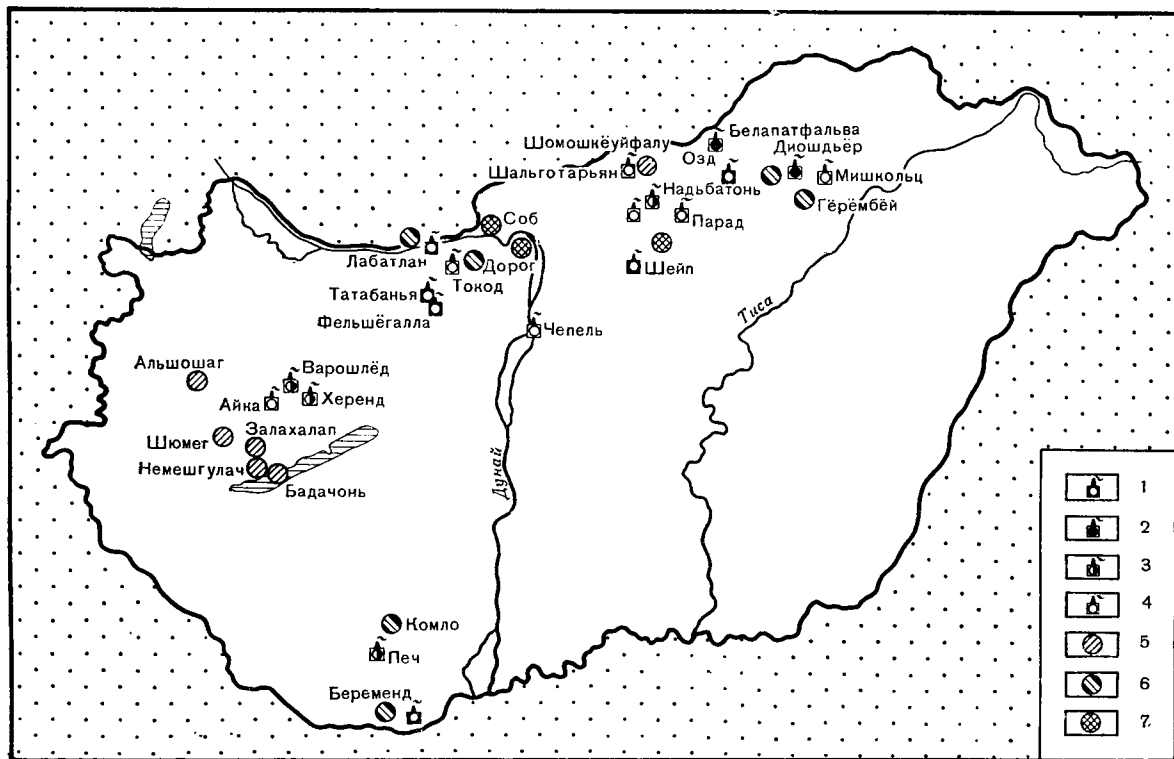 Белапатфальва
Шомошкёуйфалу
Озд
Диошдьёр
Шальготарьян
Мишкольц
Надьбатонь
Гёрёмбёй
Парад
Соб
Лабатлан
Дорог
Шейп
Токод
Татабанья
Тиса
Фельшёгалла
Чепель
Альшошаг
Варошлёд
Айка
Херенд
Залахалап
Шюмег
Немешгулач
Бадачонь
Дунай
1
2
3
4
5
6
7
Комло
Печ
Беременд